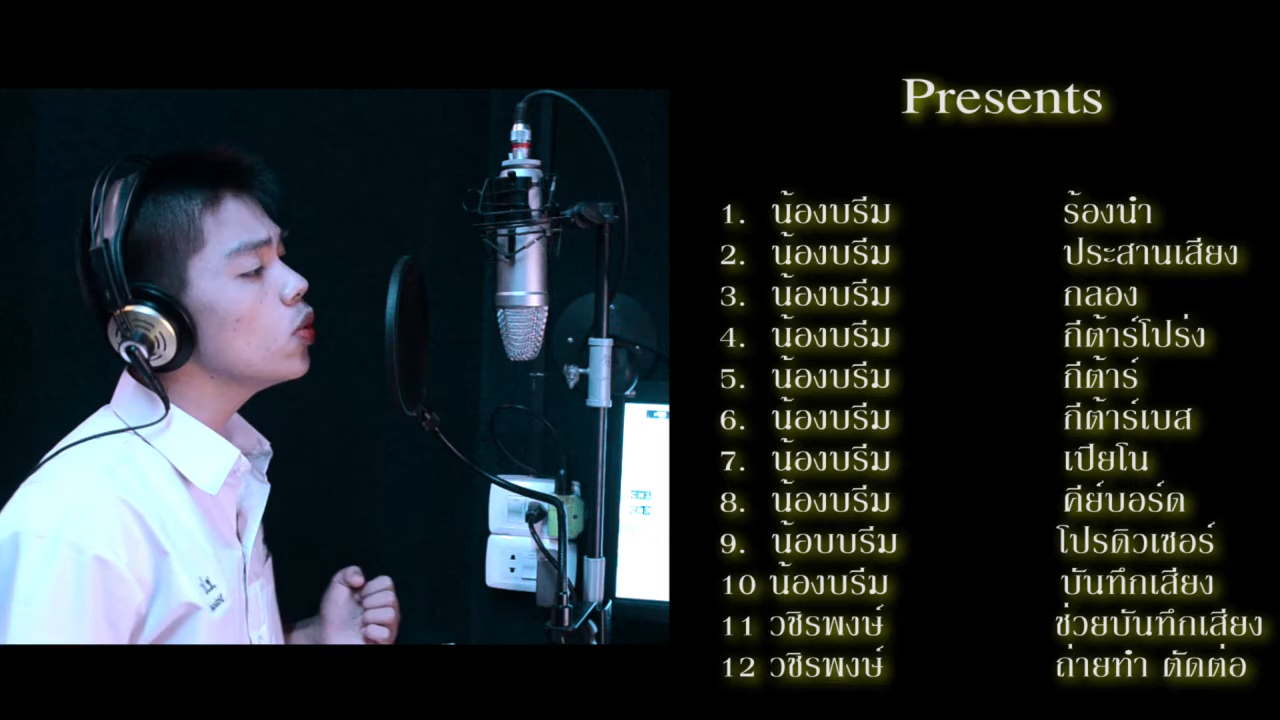 Presents
1. น้องบรีม ร้องนำ
2. น้องบรีม ประสานเสียง
3. น้องบรีม กลอง
4. น้องบรีม กีต้าร์โปร่ง
5. น้องบรีม กีต้าร์
6. น้องบรีม กีต้าร์เบส
7. น้องบรีม เปียโน
8. น้องบรีม คีย์บอร์ด
9. น้อบบรีม โปรดิวเซอร์
10 น้องบรีม บันทึกเสียง
11 วชิรพงษ์ ช่วยบันทึกเสียง
12 วชิรพงษ์ ถ่ายทำ ตัดต่อ